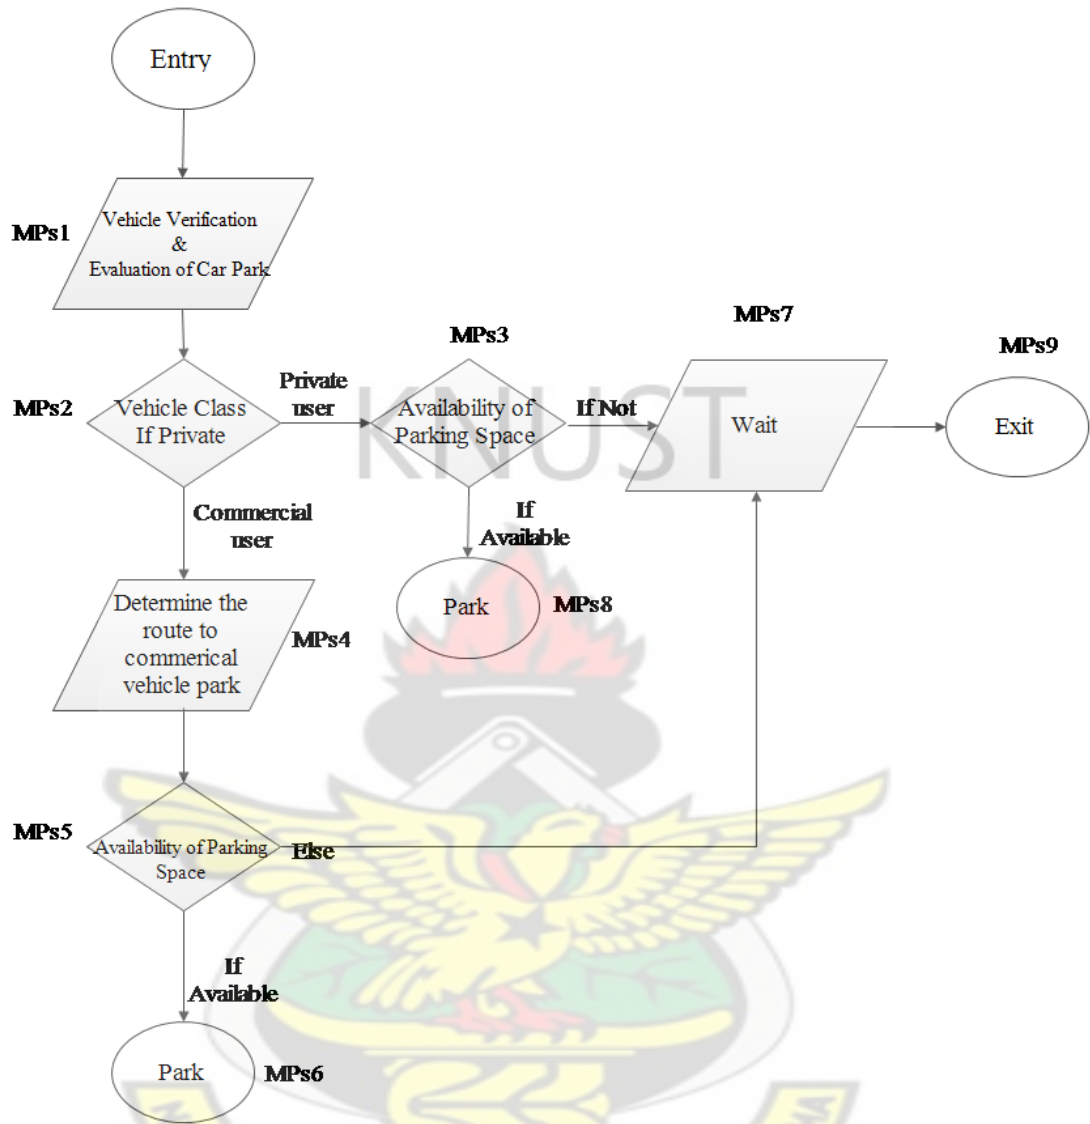 Entry
MPs1
Vehicle Verification
&
Evaluation of Car Park
MPs2
Vehicle Class
If Private
Private
user
MPs3
Availability of
Parking Space
If Not
MPs7
Wait
MPs9
Exit
KNUST
Commercial
user
If
Available
Park
MPs8
Determine the
route to
commerical
vehicle park
MPs4
MPs5
Availability of Parking
Space
Else
If
Available
Park
MPs6